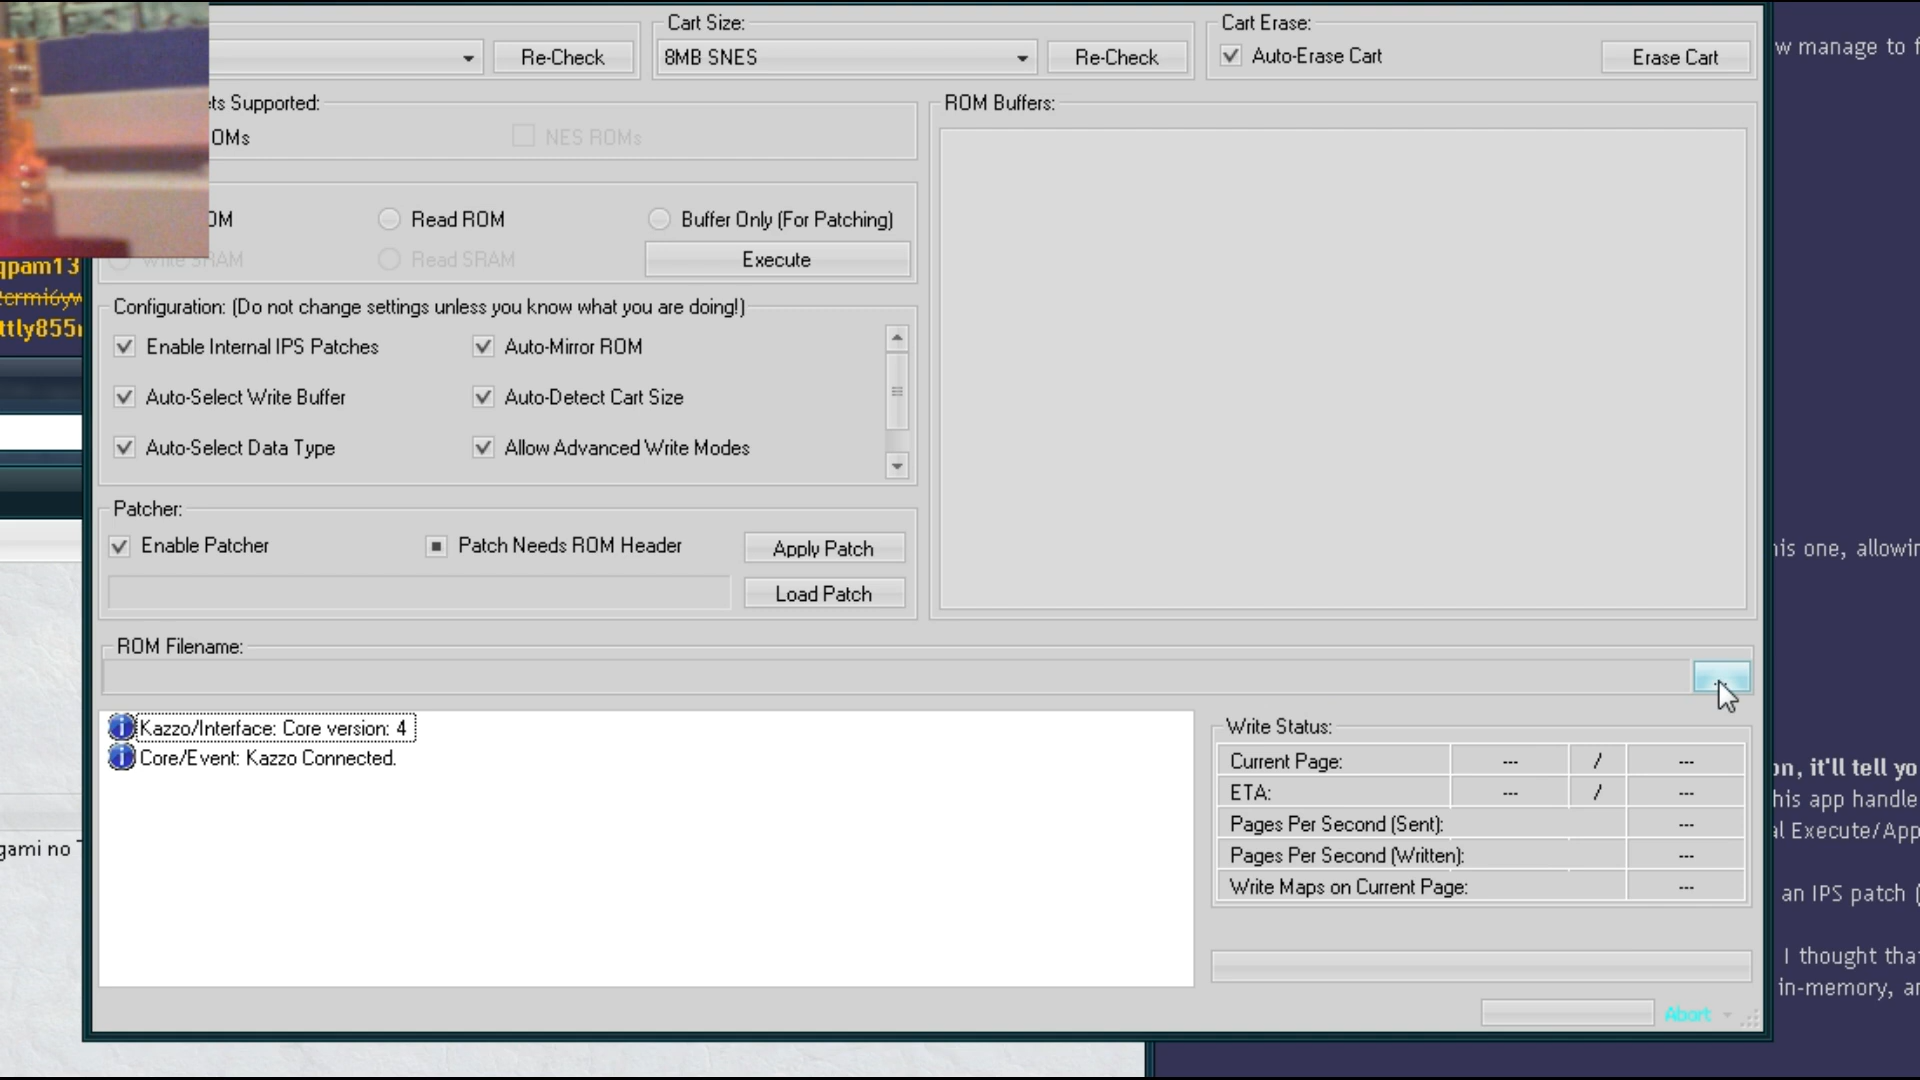 Cart Size:
Cart Erase:
Re-Check
8MB SNES
Re-Check
Auto-Erase Cart
Erase Cart
w manage to f
ts Supported:
ROM Buffers:
OMs
NES ROMs
OM
Read ROM
Buffer Only (For Patching)
Write SRAM
Read SRAM
Execute
qpam13
Configuration: (Do not change settings unless you know what you are doing!)
Enable Internal IPS Patches
Auto-Mirror ROM
Auto-Select Write Buffer
Auto-Detect Cart Size
Auto-Select Data Type
Allow Advanced Write Modes
Patcher:
Enable Patcher
Patch Needs ROM Header
Apply Patch
his one, allowin
Load Patch
ROM Filename:
...
Kazzo/Interface: Core version: 4
Core/Event: Kazzo Connected.
Write Status:
Current Page:
---
/
---
ETA:
---
/
---
Pages Per Second (Sent):
---
Pages Per Second (Written):
---
Write Maps on Current Page:
---
on, it'll tell yo
his app handle
al Execute/App
gami no
an IPS patch (
I thought tha
in-memory, a
Abort